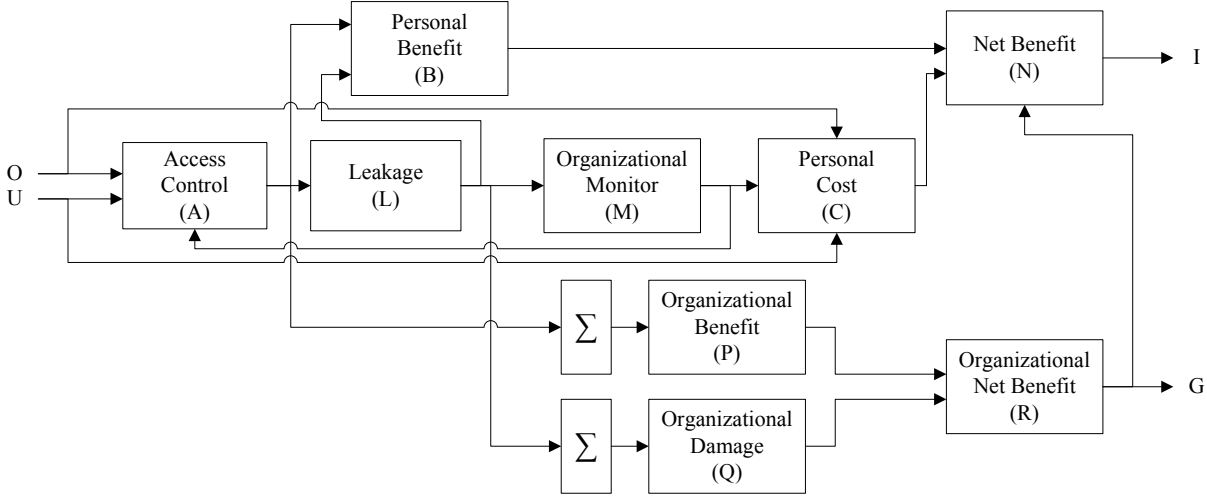 Personal
Benefit
(B)
Net Benefit
(N)
I
O
U
Access
Control
(A)
Leakage
(L)
Organizational
Monitor
(M)
Personal
Cost
(C)
∑
Organizational
Benefit
(P)
Organizational
Net Benefit
(R)
G
∑
Organizational
Damage
(Q)